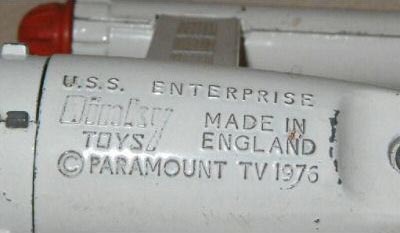 U.S.S. ENTERPRISE
Dinky TOYS
MADE IN ENGLAND
© PARAMOUNT TV 1976